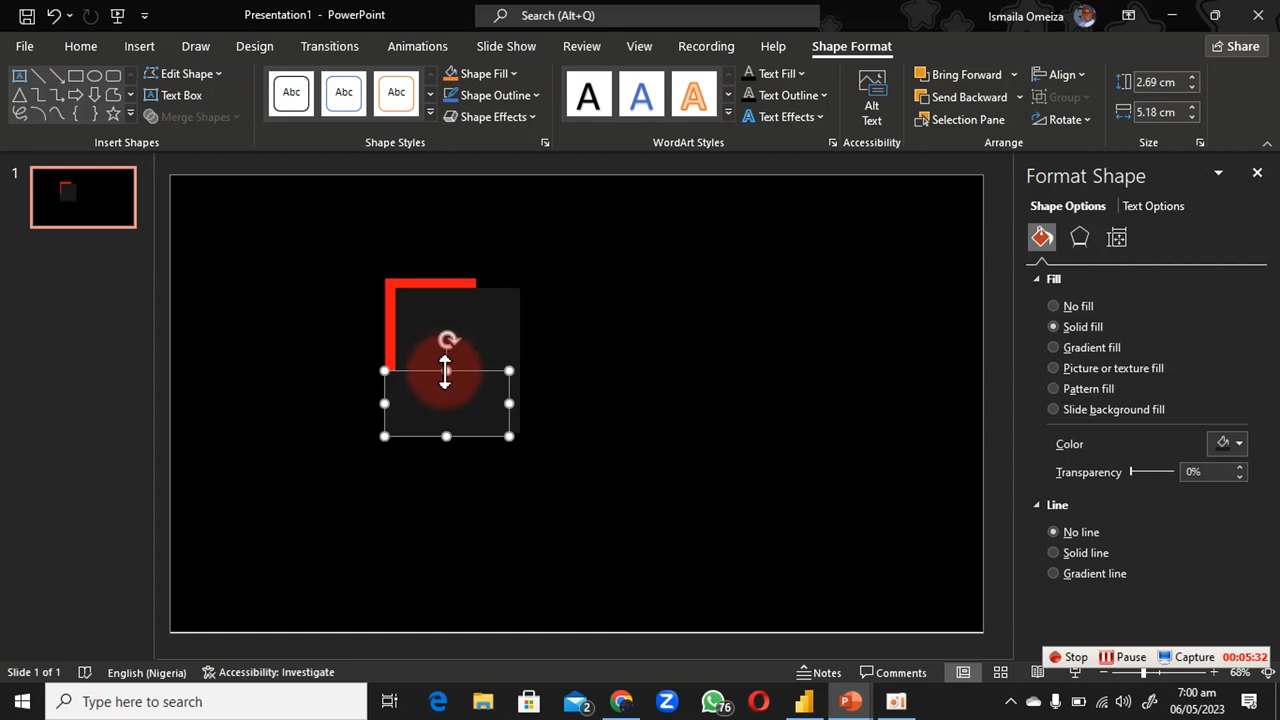 Presentation1 - PowerPoint
Search (Alt+Q)
Ismaila Omeiza
File Home Insert Draw Design Transitions Animations Slide Show Review View Recording Help Shape Format
Share
Edit Shape
Text Box
Merge Shapes
Insert Shapes
Abc Abc Abc
Shape Fill
Shape Outline
Shape Effects
Shape Styles
A A A
Text Fill
Text Outline
Text Effects
WordArt Styles
Alt
Text
Accessibility
Bring Forward
Send Backward
Selection Pane
Align
Group
Rotate
Arrange
2.69 cm
5.18 cm
Size
1
Format Shape
Shape Options Text Options
Fill
No fill
Solid fill
Gradient fill
Picture or texture fill
Pattern fill
Slide background fill
Color
Transparency 0%
Line
No line
Solid line
Gradient line
Stop Pause Capture 00:05:32
Slide 1 of 1 English (Nigeria) Accessibility: Investigate Notes Comments 68%
Type here to search
2
76
7:00 am
06/05/2023